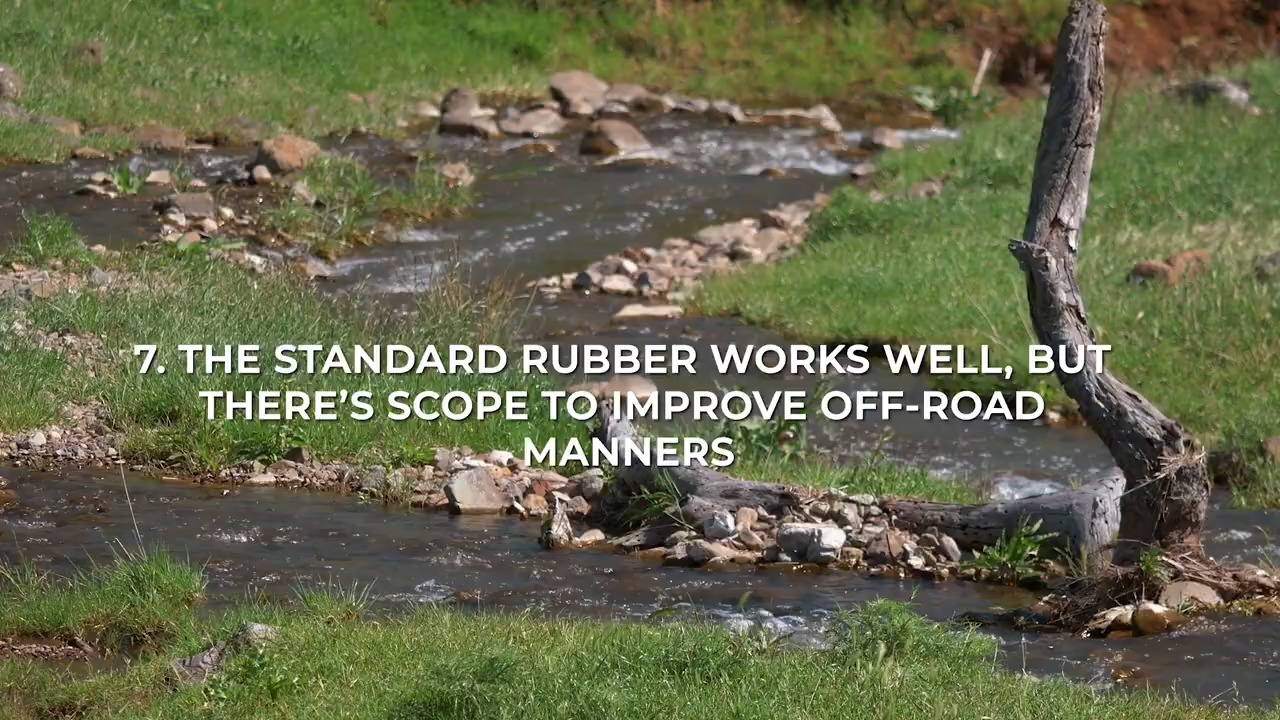 7. THE STANDARD RUBBER WORKS WELL, BUT
THERE’S SCOPE TO IMPROVE OFF-ROAD
MANNERS